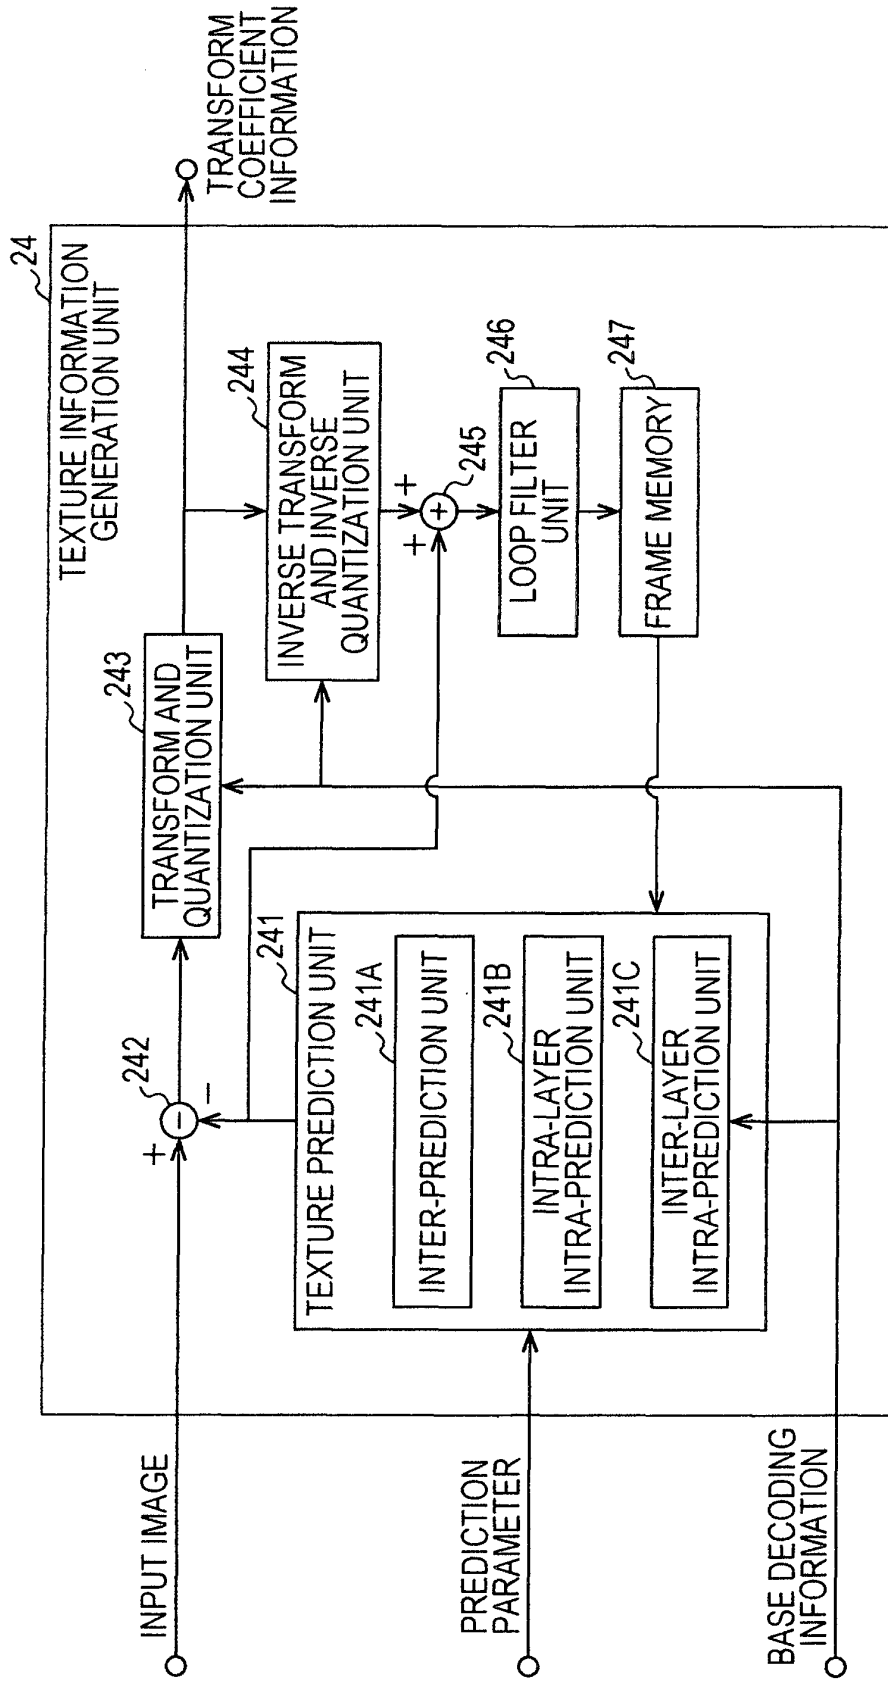 24
TEXTURE INFORMATION
GENERATION UNIT
INPUT IMAGE
+
242
−
−
243
TRANSFORM AND
QUANTIZATION UNIT
TRANSFORM
COEFFICIENT
INFORMATION
244
INVERSE TRANSFORM
AND INVERSE
QUANTIZATION UNIT
+
+
+
245
246
LOOP FILTER
UNIT
247
FRAME MEMORY
241
TEXTURE PREDICTION UNIT
241A
INTER-PREDICTION UNIT
241B
INTRA-LAYER
INTRA-PREDICTION UNIT
241C
INTER-LAYER
INTRA-PREDICTION UNIT
PREDICTION
PARAMETER
BASE DECODING
INFORMATION